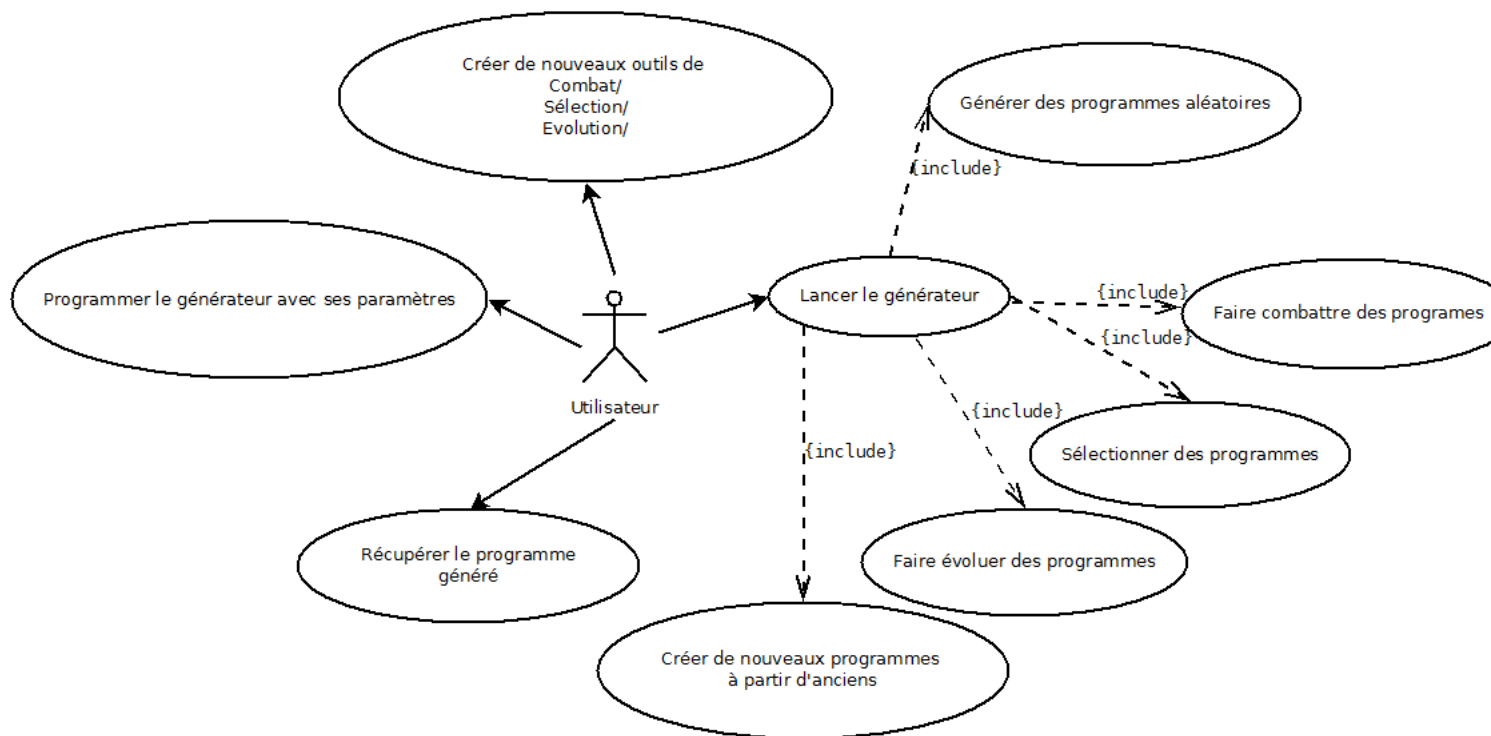 Créer de nouveaux outils de
Combat/
Sélection/
Evolution/
Générer des programmes aléatoires
{include}
Programmer le générateur avec ses paramètres
Lancer le générateur
{include}
Faire combattre des programes
{include}
Utilisateur
{include}
{include}
Sélectionner des programmes
Récupérer le programme
généré
Faire évoluer des programmes
Créer de nouveaux programmes
à partir d'anciens